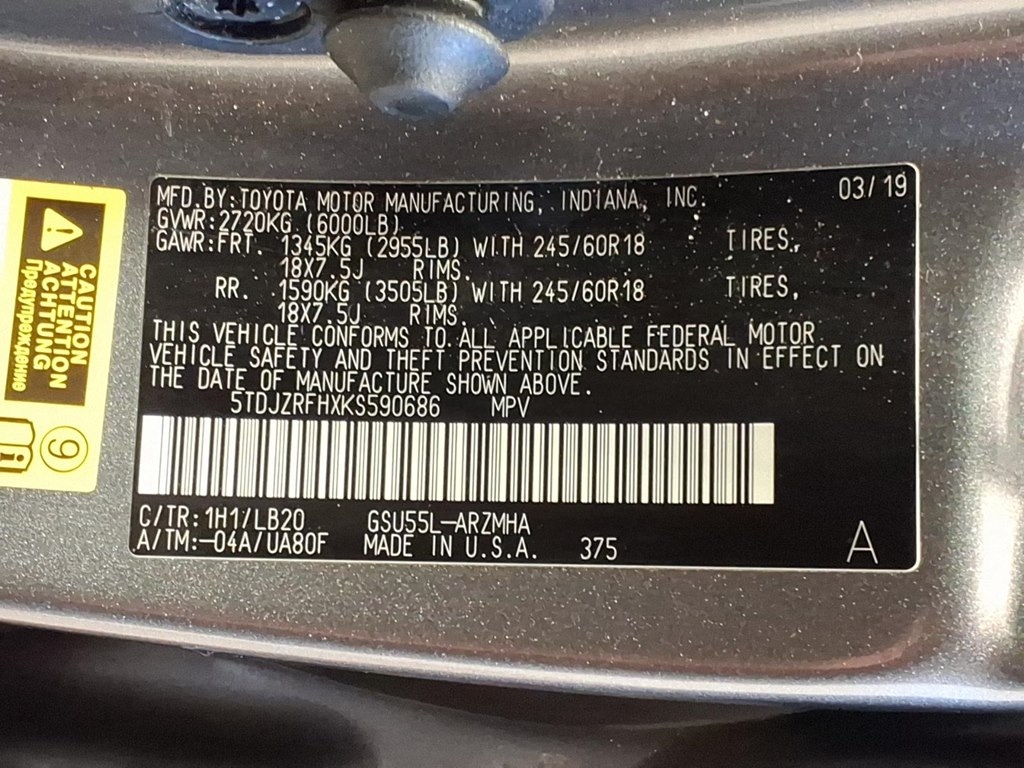 MFD.BY:TOYOTA MOTOR MANUFACTURING, INDIANA, INC. 03/19
GVWR:2720KG (6000LB)
GAWR:FRT. 1345KG (2955LB) WITH 245/60R18 TIRES,
18X7.5J RIMS.
RR. 1590KG (3505LB) WITH 245/60R18 TIRES,
18X7.5J RIMS.
THIS VEHICLE CONFORMS TO ALL APPLICABLE FEDERAL MOTOR
VEHICLE SAFETY AND THEFT PREVENTION STANDARDS IN EFFECT ON
THE DATE OF MANUFACTURE SHOWN ABOVE.
5TDJZRFHXKS590686 MPV
C/TR:1H1/LB20 GSU55L-ARZMHA
A/TM:-04A/UA80F MADE IN U.S.A. 375 A
CAUTION
ATTENTION
ACHTUNG
Предупреждение
9